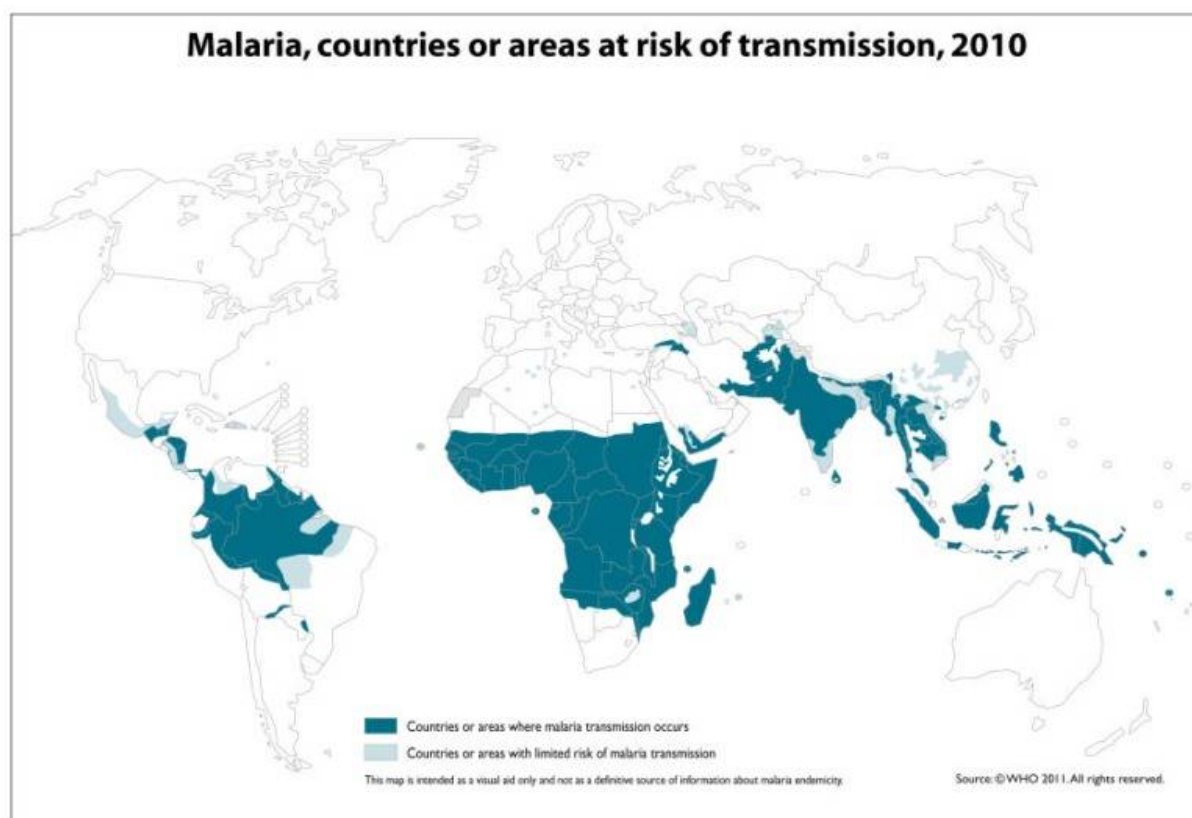 Malaria, countries or areas at risk of transmission, 2010
Countries or areas where malaria transmission occurs
Countries or areas with limited risk of malaria transmission
This map is intended as a visual aid only and not as a definitive source of information about malaria endemicity.
Source: © WHO 2011. All rights reserved.